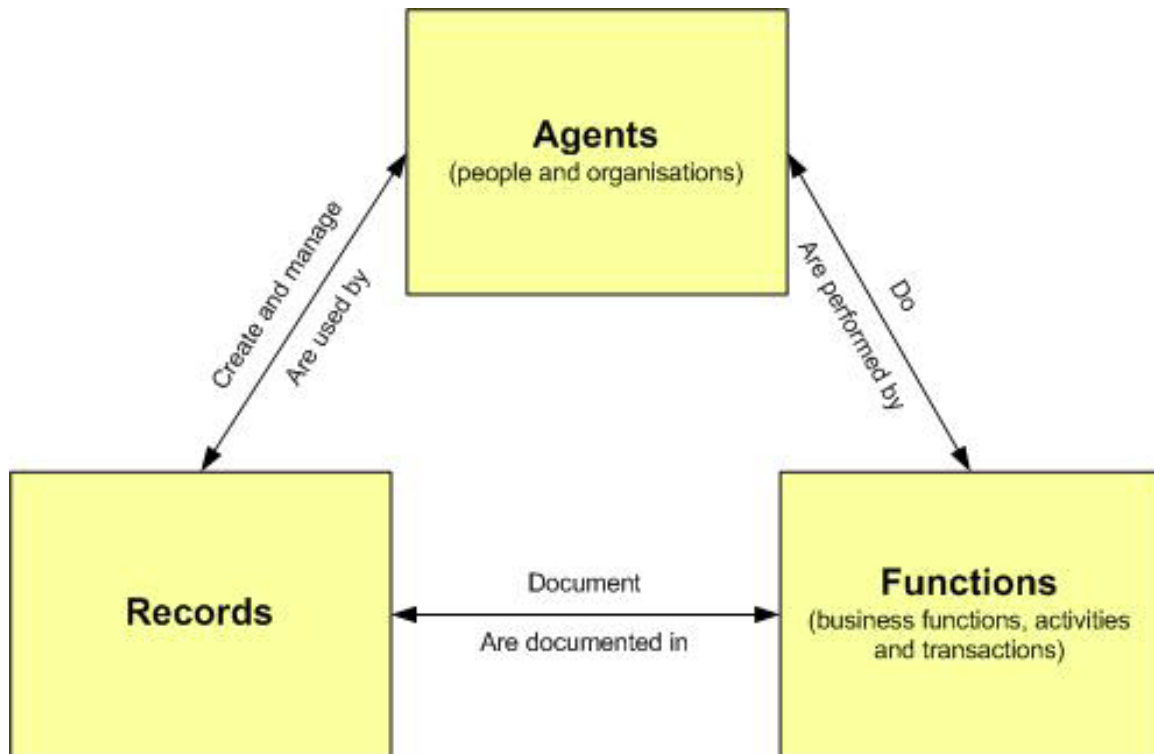 Agents
(people and organisations)
Create and manage
Are used by
Do
Are performed by
Records
Document
Are documented in
Functions
(business functions, activities
and transactions)